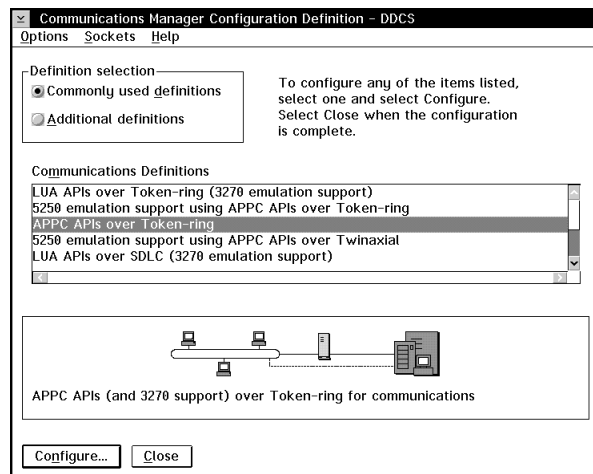 Communications Manager Configuration Definition - DDCS
Options Sockets Help
Definition selection
Commonly used definitions
Additional definitions
To configure any of the items listed,
select one and select Configure.
Select Close when the configuration
is complete.
Communications Definitions
LUA APIs over Token-ring (3270 emulation support)
5250 emulation support using APPC APIs over Token-ring
APPC APIs over Token-ring
5250 emulation support using APPC APIs over Twinaxial
LUA APIs over SDLC (3270 emulation support)
APPC APIs (and 3270 support) over Token-ring for communications
Configure... Close